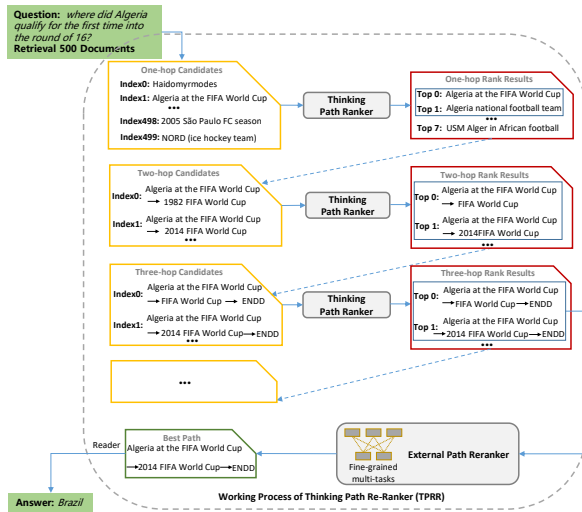 Question: where did Algeria
qualify for the first time into
the round of 16?
Retrieval 500 Documents
One-hop Candidates
Index0: Haidomyrmodes
Index1: Algeria at the FIFA World Cup
•••
Index498: 2005 São Paulo FC season
Index499: NORD (ice hockey team)
Thinking
Path Ranker
One-hop Rank Results
Top 0: Algeria at the FIFA World Cup
Top 1: Algeria national football team
•••
Top 7: USM Alger in African football
Two-hop Candidates
Index0: Algeria at the FIFA World Cup
→ 1982 FIFA World Cup
Index1: Algeria at the FIFA World Cup
→ 2014 FIFA World Cup
•••
Thinking
Path Ranker
Two-hop Rank Results
Top 0: Algeria at the FIFA World Cup
→ FIFA World Cup
Top 1: Algeria at the FIFA World Cup
→ 2014FIFA World Cup
•••
Three-hop Candidates
Index0: Algeria at the FIFA World Cup
→ FIFA World Cup → ENDD
Index1: Algeria at the FIFA World Cup
→ 2014 FIFA World Cup → ENDD
•••
Thinking
Path Ranker
Three-hop Rank Results
Top 0: Algeria at the FIFA World Cup
→ FIFA World Cup → ENDD
Top 1: Algeria at the FIFA World Cup
→ 2014 FIFA World Cup → ENDD
•••
•••
Reader
Best Path
Algeria at the FIFA World Cup
→ 2014 FIFA World Cup → ENDD
External Path Reranker
Fine-grained
multi-tasks
Answer: Brazil
Working Process of Thinking Path Re-Ranker (TPRR)